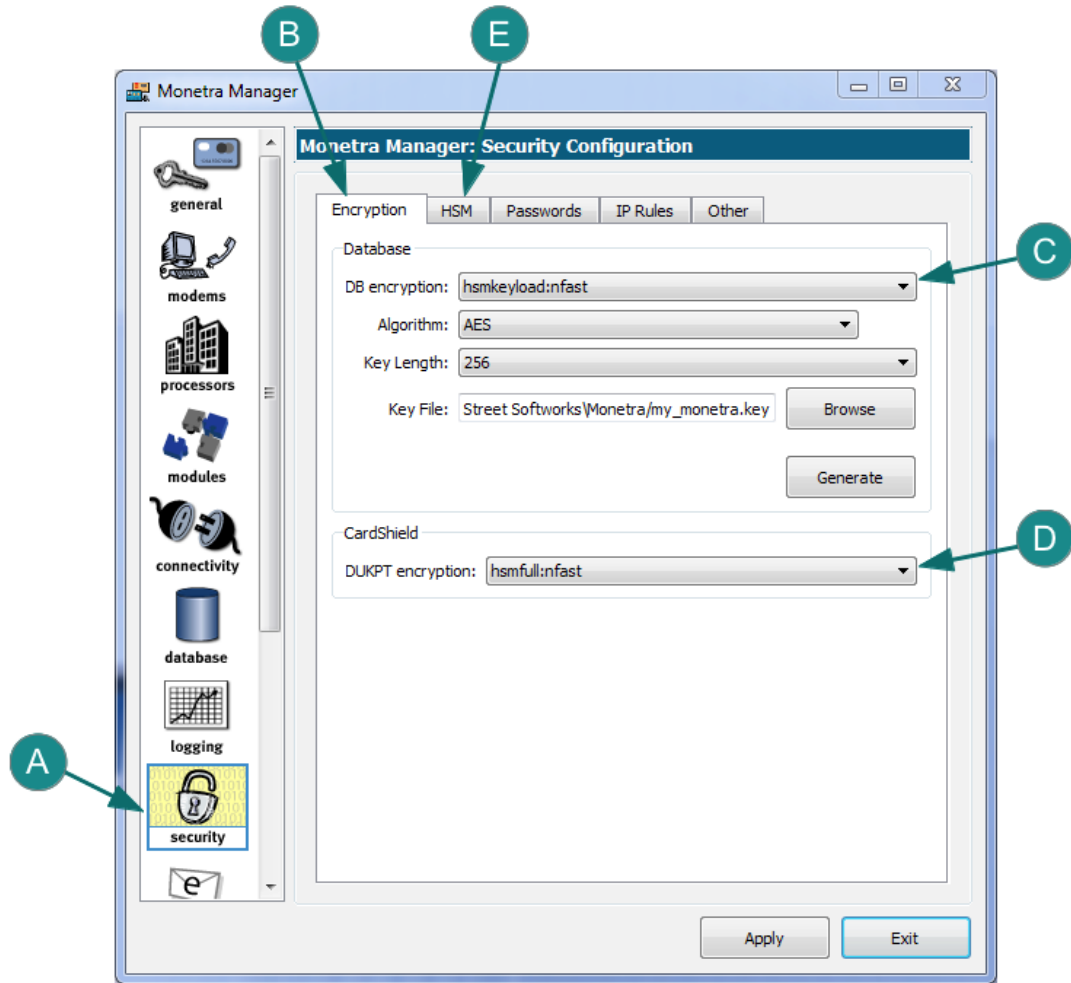 B E
Monetra Manager
Monetra Manager: Security Configuration
general
modems
processors
modules
connectivity
database
logging
security
e
Encryption HSM Passwords IP Rules Other
Database
DB encryption: hsmkeyload:nfast
Algorithm: AES
Key Length: 256
Key File: Street Softworks\Monetra/my_monetra.key Browse
Generate
CardShield
DUKPT encryption: hsmfull:nfast
C
D
A
Apply Exit